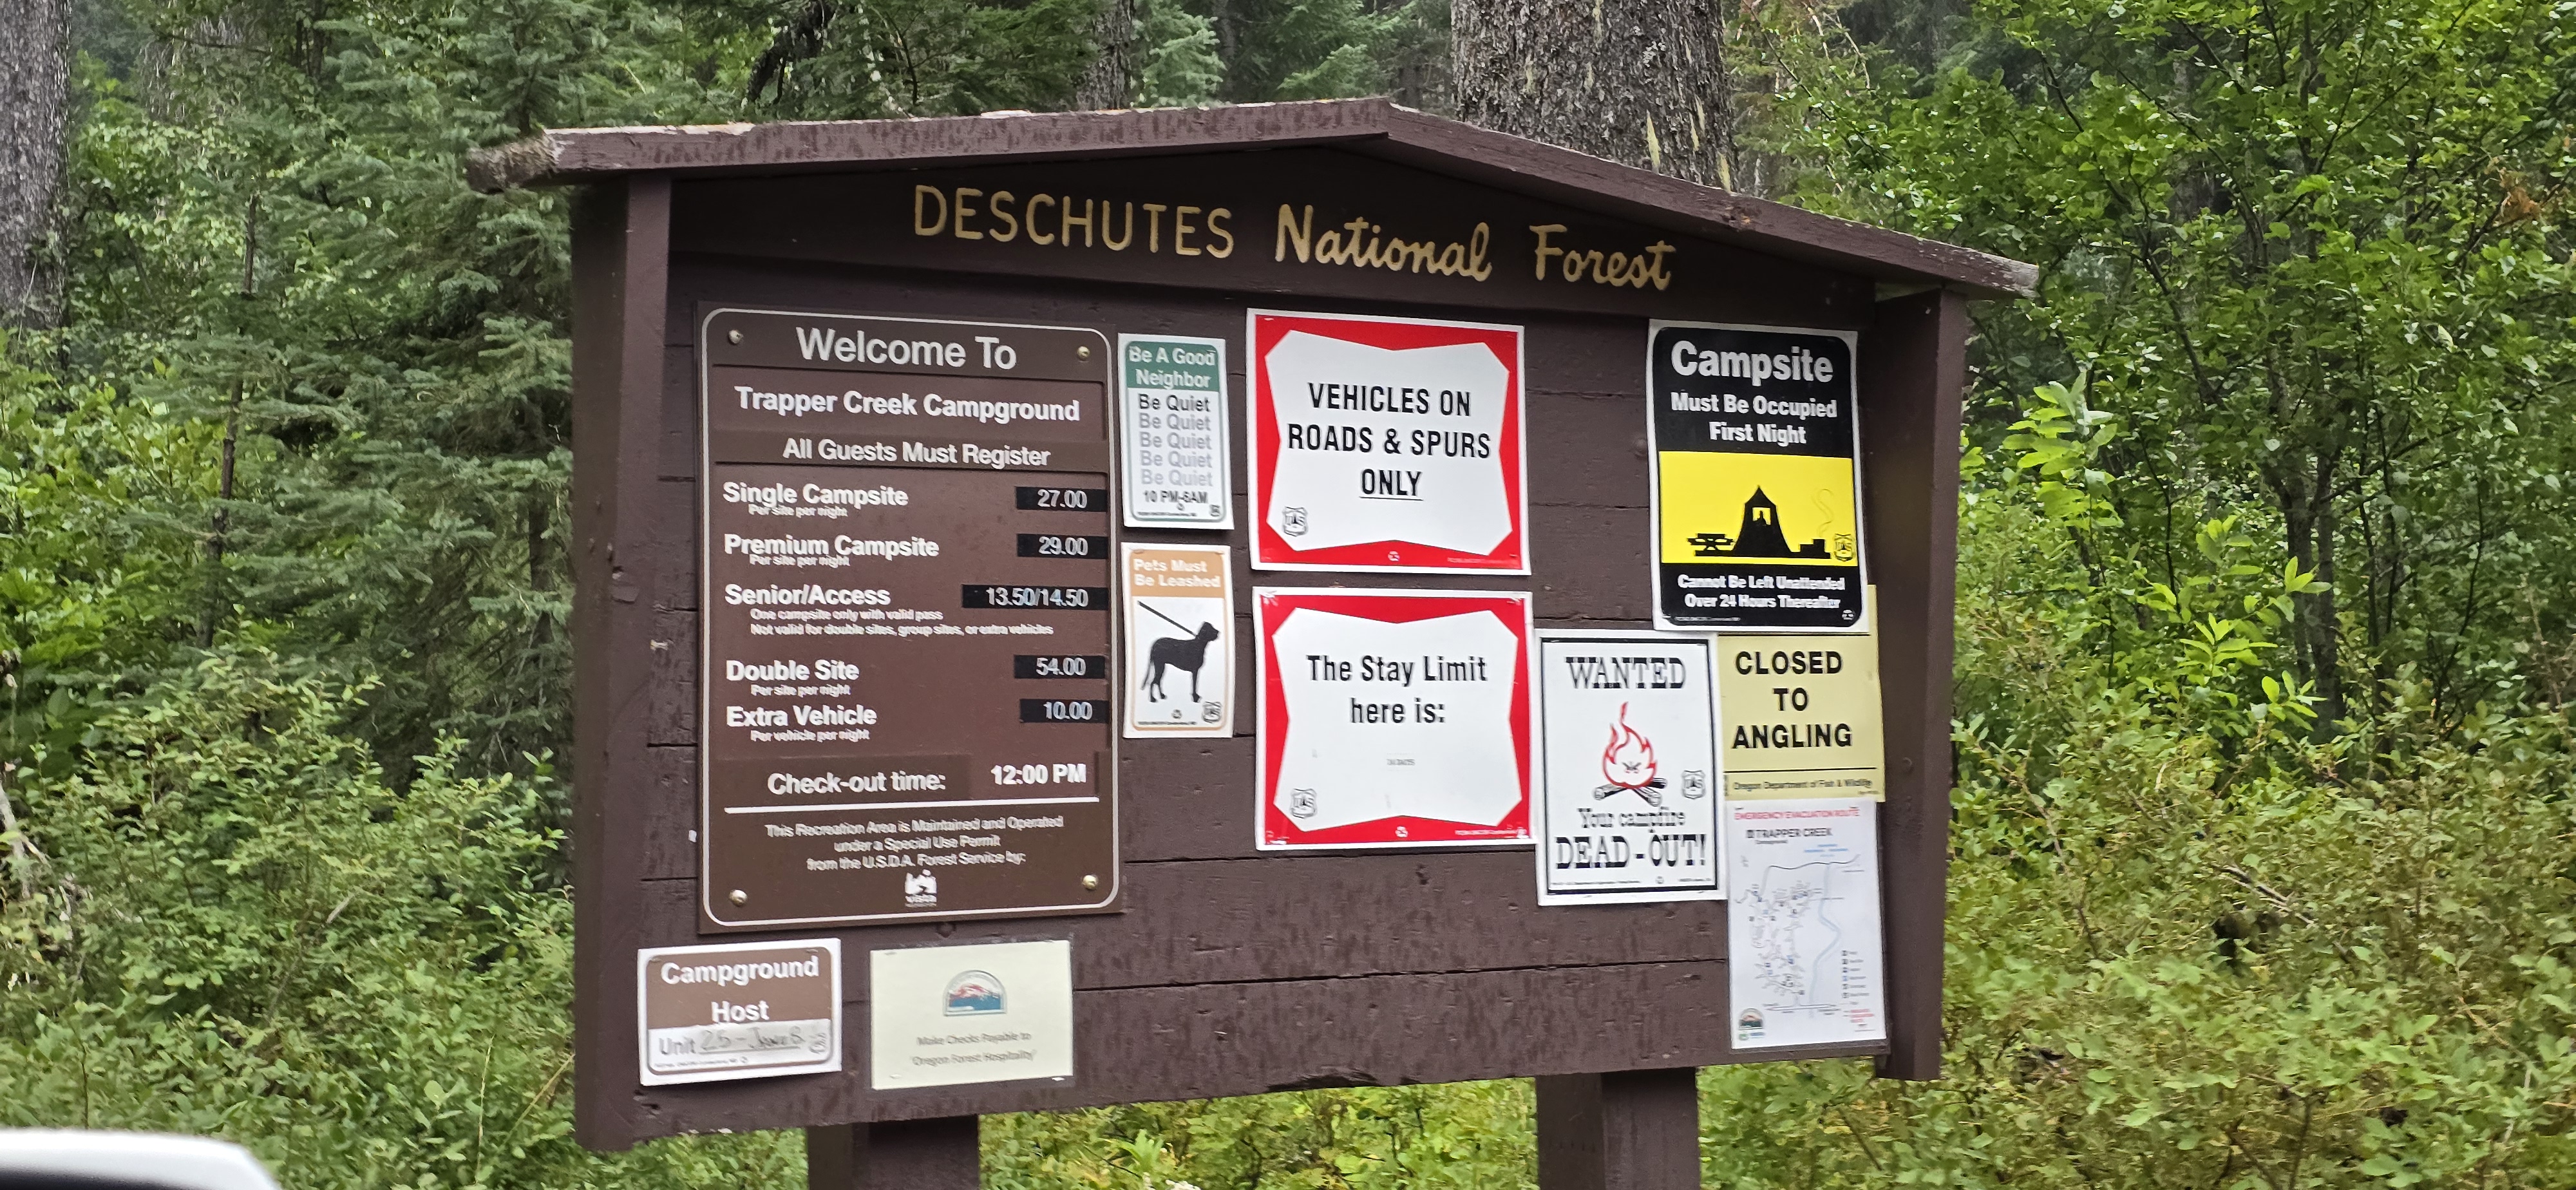 DESCHUTES National Forest
Welcome To
Trapper Creek Campground
All Guests Must Register
Single Campsite 27.00
Per site per night
Premium Campsite 29.00
Per site per night
Senior/Access 13.50/14.50
One campsite only with valid pass
Not valid for double sites, group sites, or extra vehicles
Double Site 54.00
Per site per night
Extra Vehicle 10.00
Per vehicle per night
Check-out time: 12:00 PM
This Recreation Area is Maintained and Operated
under a Special Use Permit
from the U.S.D.A. Forest Service by:
vista
Campground
Host
Unit 25
Make Checks Payable to
'Oregon Forest Hospitality'
Be A Good
Neighbor
Be Quiet
Be Quiet
Be Quiet
Be Quiet
Be Quiet
10 PM-6AM
Pets Must
Be Leashed
VEHICLES ON
ROADS & SPURS
ONLY
The Stay Limit
here is:
WANTED
Your campfire
DEAD-OUT!
Campsite
Must Be Occupied
First Night
Cannot Be Left Unattended
Over 24 Hours Thereafter
CLOSED
TO
ANGLING
Oregon Department of Fish & Wildlife
EMERGENCY EVACUATION ROUTE
TRAPPER CREEK
Campground